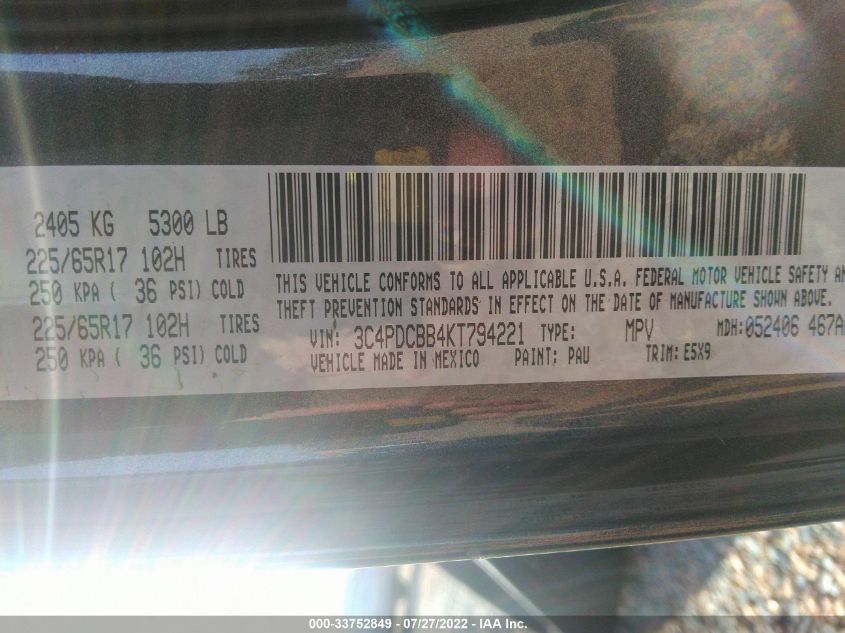 2405 KG 5300 LB
225/65R17 102H TIRES
250 KPA ( 36 PSI) COLD
225/65R17 102H TIRES
250 KPA ( 36 PSI) COLD
THIS VEHICLE CONFORMS TO ALL APPLICABLE U.S.A. FEDERAL MOTOR VEHICLE SAFETY AN
THEFT PREVENTION STANDARDS IN EFFECT ON THE DATE OF MANUFACTURE SHOWN ABOVE.
VIN: 3C4PDCBB4KT794221 TYPE: MPV MDH: 052406 467A
VEHICLE MADE IN MEXICO PAINT: PAU TRIM: E5X9
000-33752849 - 07/27/2022 - IAA Inc.